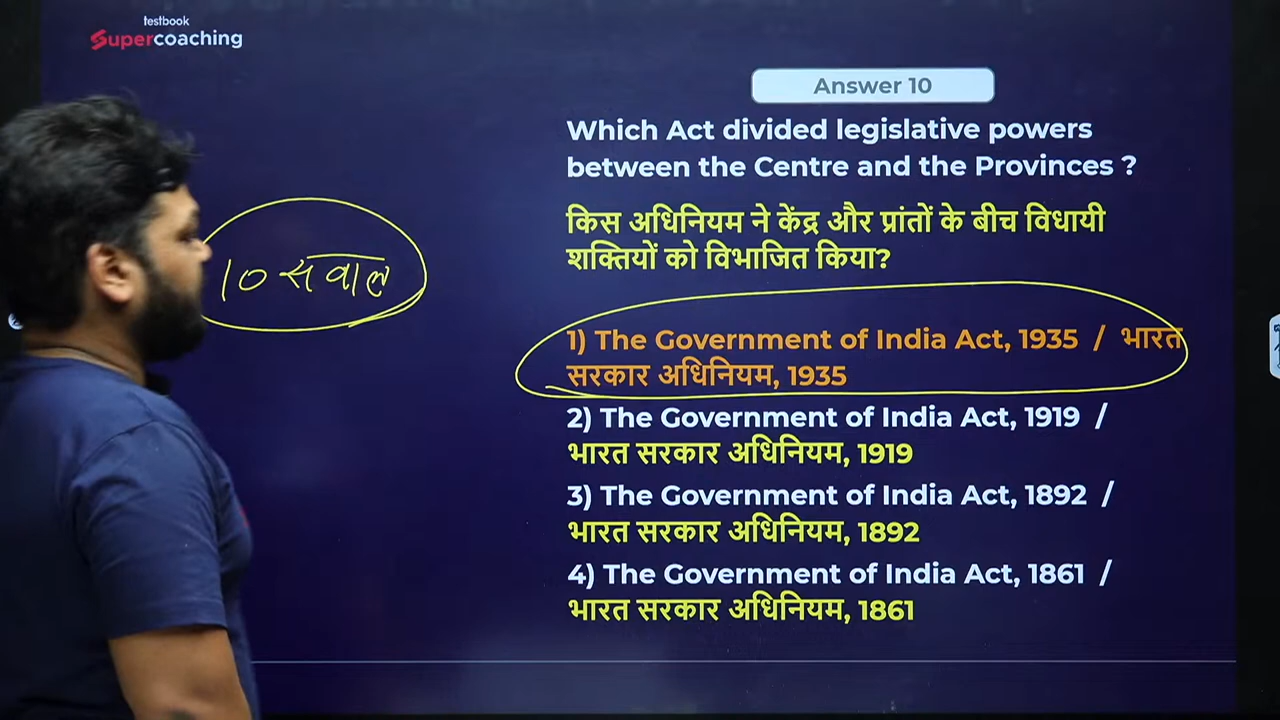 testbook
Supercoaching
Answer 10
Which Act divided legislative powers
between the Centre and the Provinces ?
किस अधिनियम ने केंद्र और प्रांतों के बीच विधायी
शक्तियों को विभाजित किया?
10 सवाल
1) The Government of India Act, 1935 / भारत
सरकार अधिनियम, 1935
2) The Government of India Act, 1919 /
भारत सरकार अधिनियम, 1919
3) The Government of India Act, 1892 /
भारत सरकार अधिनियम, 1892
4) The Government of India Act, 1861 /
भारत सरकार अधिनियम, 1861